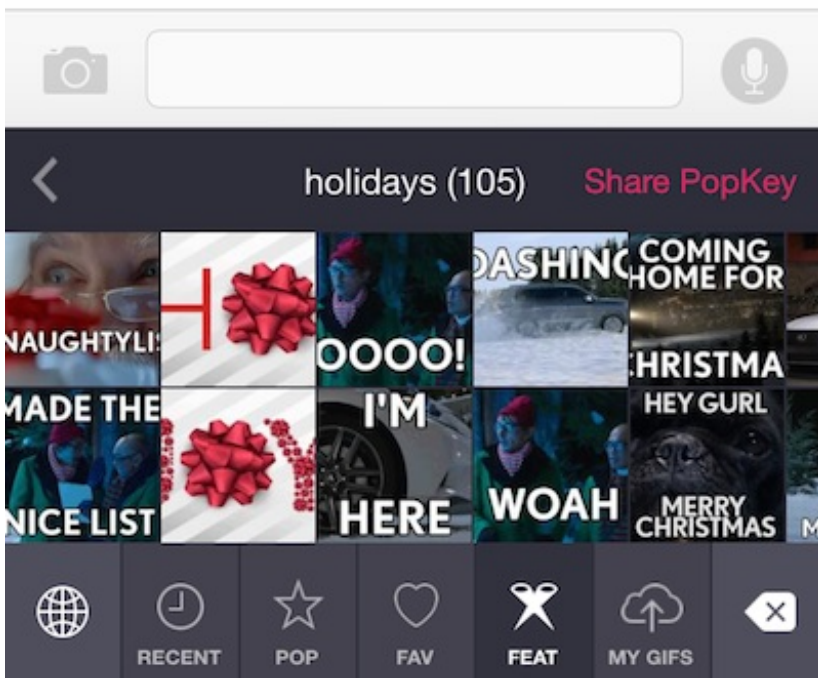 holidays (105)
Share PopKey
NAUGHTYLI
H
OOOO!
DASHING
COMING
HOME FOR
CHRISTMA
MADE THE
NICE LIST
I'M
HERE
WOAH
HEY GURL
MERRY
CHRISTMAS
M
RECENT
POP
FAV
FEAT
MY GIFS